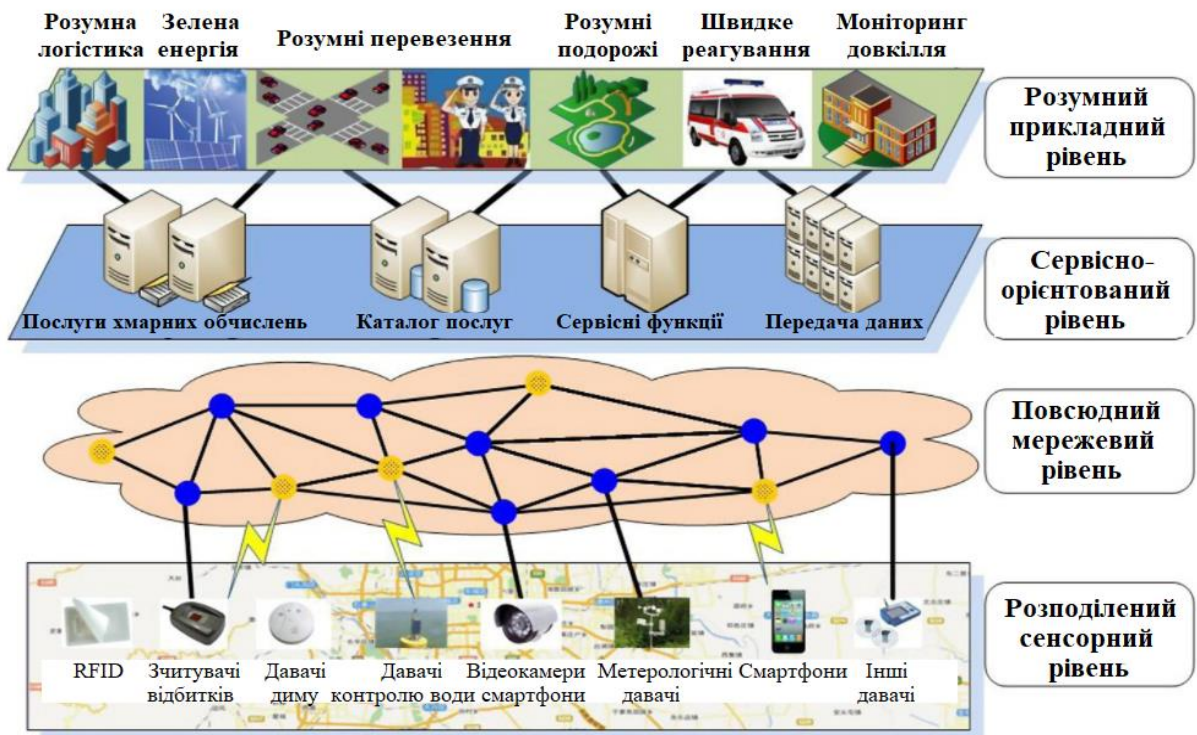 Розумна
логістика
Зелена
енергія
Розумні перевезення
Розумні
подорожі
Швидке
реагування
Моніторинг
довкілля
Розумний
прикладний
рівень
Послуги хмарних обчислень
Каталог послуг
Сервісні функції
Передача даних
Сервісно-
орієнтований
рівень
Повсюдний
мережевий
рівень
RFID
Зчитувачі
відбитків
Давачі
диму
Давачі
контролю води
Відеокамери
смартфони
Метерологічні
давачі
Смартфони
Інші
давачі
Розподілений
сенсорний
рівень